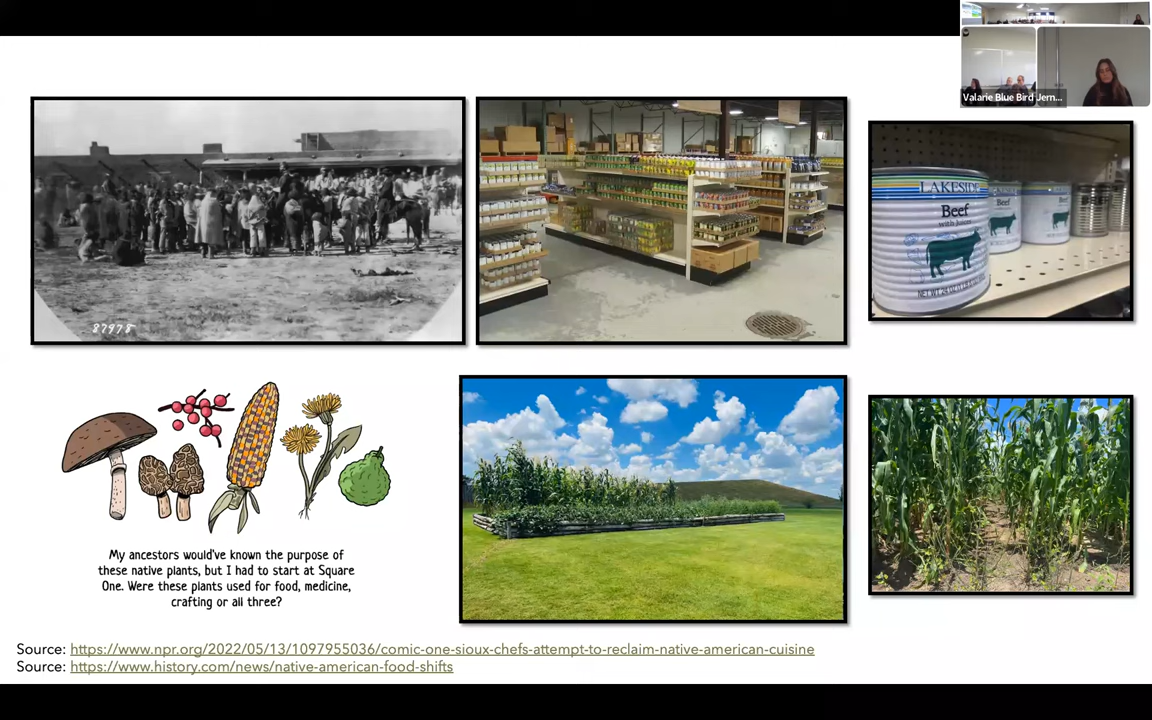 Valarie Blue Bird Jern...
87978
LAKESIDE
Beef
with Juices
Beef
Beef
My ancestors would've known the purpose of
these native plants, but I had to start at Square
One. Were these plants used for food, medicine,
crafting or all three?
Source: https://www.npr.org/2022/05/13/1097955036/comic-one-sioux-chefs-attempt-to-reclaim-native-american-cuisine
Source: https://www.history.com/news/native-american-food-shifts